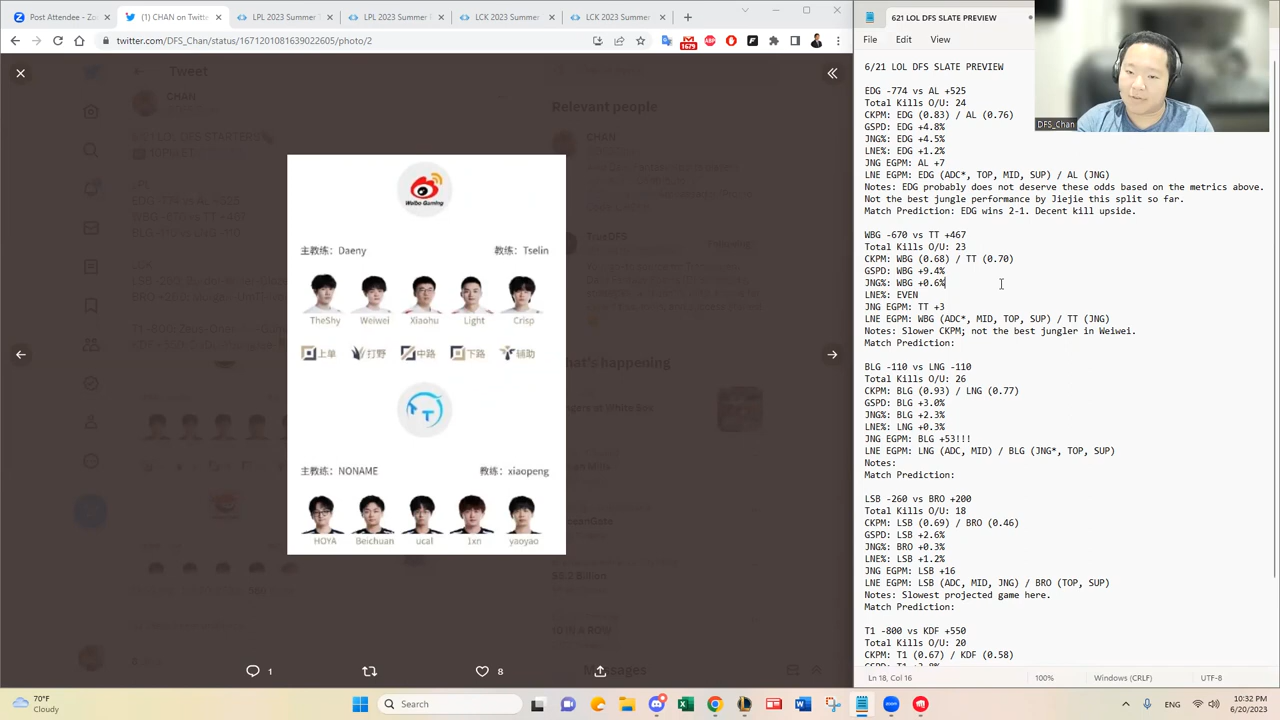 Post Attendee - Zoom
(1) CHAN on Twitter
LPL 2023 Summer
LPL 2023 Summer
LCK 2023 Summer
LCK 2023 Summer
twitter.com/DFS_Chan/status/1671201081639022605/photo/2
1679
Tweet
CHAN
Relevant people
CHAN
TrueDFS
What's happening
Weibo Gaming
主教练：Daeny
教练：Tselin
TheShy
Weiwei
Xiaohu
Light
Crisp
上单
打野
中路
下路
辅助
主教练：NONAME
教练：xiaopeng
HOYA
Beichuan
ucal
1xn
yaoyao
1
8
Messages
621 LOL DFS SLATE PREVIEW
File
Edit
View
DFS_Chan
6/21 LOL DFS SLATE PREVIEW
EDG -774 vs AL +525
Total Kills O/U: 24
CKPM: EDG (0.83) / AL (0.76)
GSPD: EDG +4.8%
JNG%: EDG +4.5%
LNE%: EDG +1.2%
JNG EGPM: AL +7
LNE EGPM: EDG (ADC*, TOP, MID, SUP) / AL (JNG)
Notes: EDG probably does not deserve these odds based on the metrics above.
Not the best jungle performance by Jiejie this split so far.
Match Prediction: EDG wins 2-1. Decent kill upside.
WBG -670 vs TT +467
Total Kills O/U: 23
CKPM: WBG (0.68) / TT (0.70)
GSPD: WBG +9.4%
JNG%: WBG +0.6%
LNE%: EVEN
JNG EGPM: TT +3
LNE EGPM: WBG (ADC*, MID, TOP, SUP) / TT (JNG)
Notes: Slower CKPM; not the best jungler in Weiwei.
Match Prediction:
BLG -110 vs LNG -110
Total Kills O/U: 26
CKPM: BLG (0.93) / LNG (0.77)
GSPD: BLG +3.0%
JNG%: BLG +2.3%
LNE%: LNG +0.3%
JNG EGPM: BLG +53!!!
LNE EGPM: LNG (ADC, MID) / BLG (JNG*, TOP, SUP)
Notes:
Match Prediction:
LSB -260 vs BRO +200
Total Kills O/U: 18
CKPM: LSB (0.69) / BRO (0.46)
GSPD: LSB +2.6%
JNG%: BRO +0.3%
LNE%: LSB +1.2%
JNG EGPM: LSB +16
LNE EGPM: LSB (ADC, MID, JNG) / BRO (TOP, SUP)
Notes: Slowest projected game here.
Match Prediction:
T1 -800 vs KDF +550
Total Kills O/U: 20
CKPM: T1 (0.67) / KDF (0.58)
Ln 18, Col 16
100%
Windows (CRLF)
UTF-8
70°F
Cloudy
Search
10:32 PM
6/20/2023